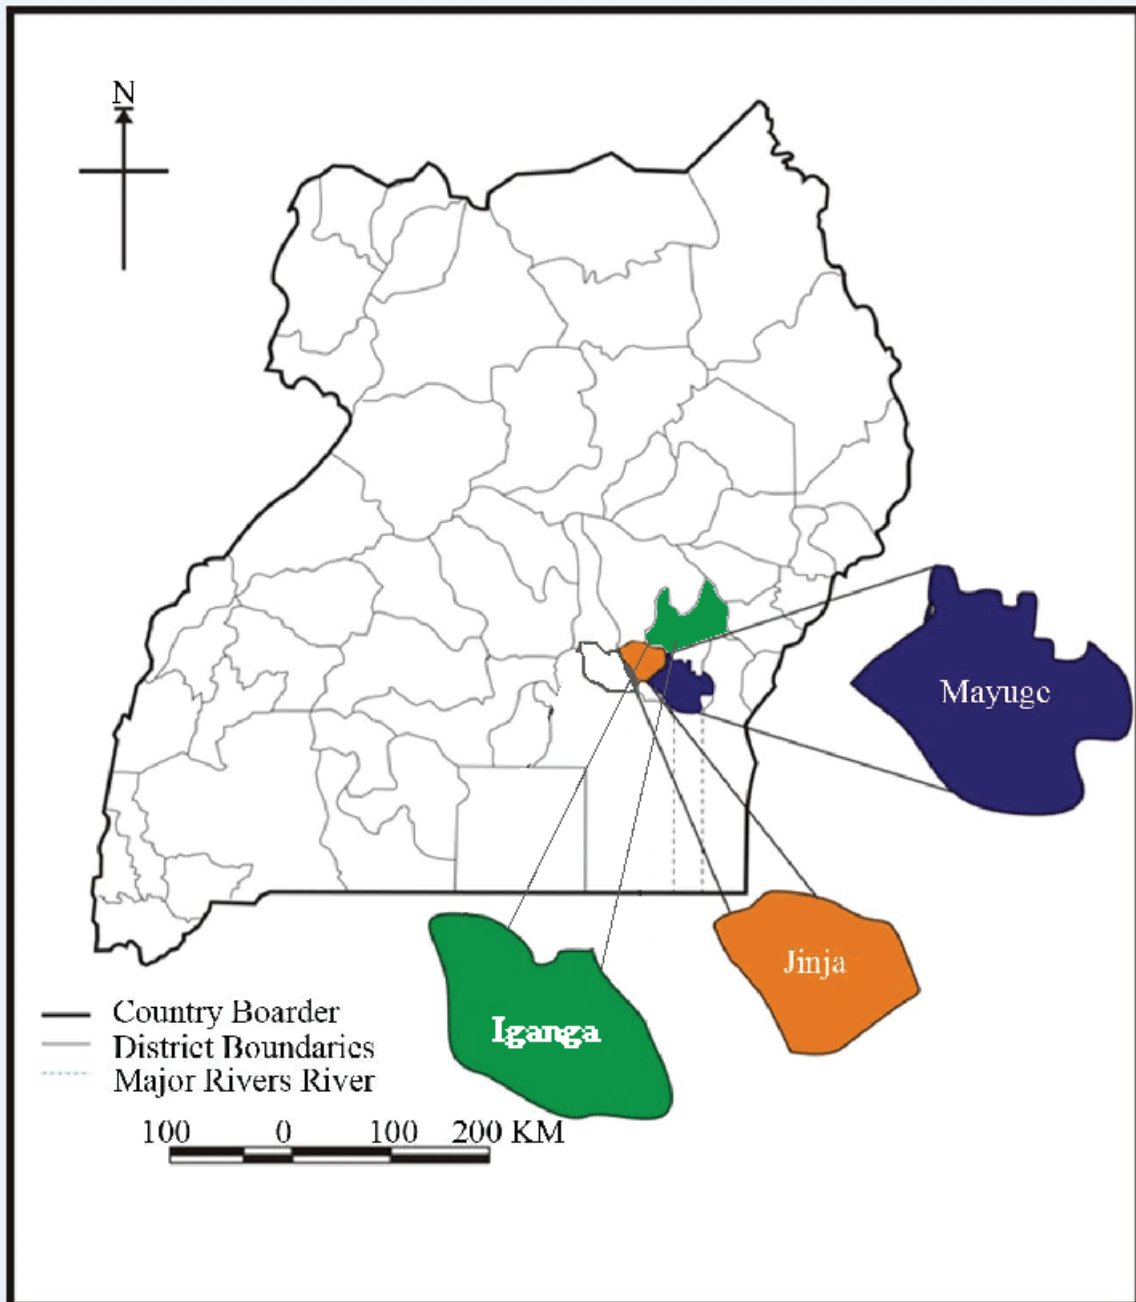 N
Mayuge
Jinja
Iganga
Country Boarder
District Boundaries
Major Rivers River
100 0 100 200 KM